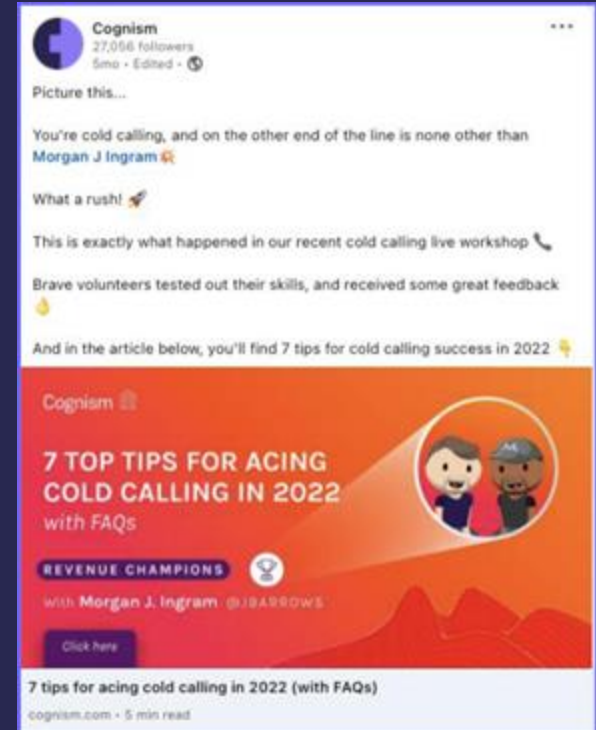 Cognism
27,056 followers
5mo • Edited •
Picture this...
You're cold calling, and on the other end of the line is none other than
Morgan J Ingram💥
What a rush! 🚀
This is exactly what happened in our recent cold calling live workshop 📞
Brave volunteers tested out their skills, and received some great feedback
👌
And in the article below, you'll find 7 tips for cold calling success in 2022 👇
Cognism
7 TOP TIPS FOR ACING
COLD CALLING IN 2022
with FAQs
REVENUE CHAMPIONS
with Morgan J. Ingram @JBARROWS
Click here
7 tips for acing cold calling in 2022 (with FAQs)
cognism.com • 5 min read